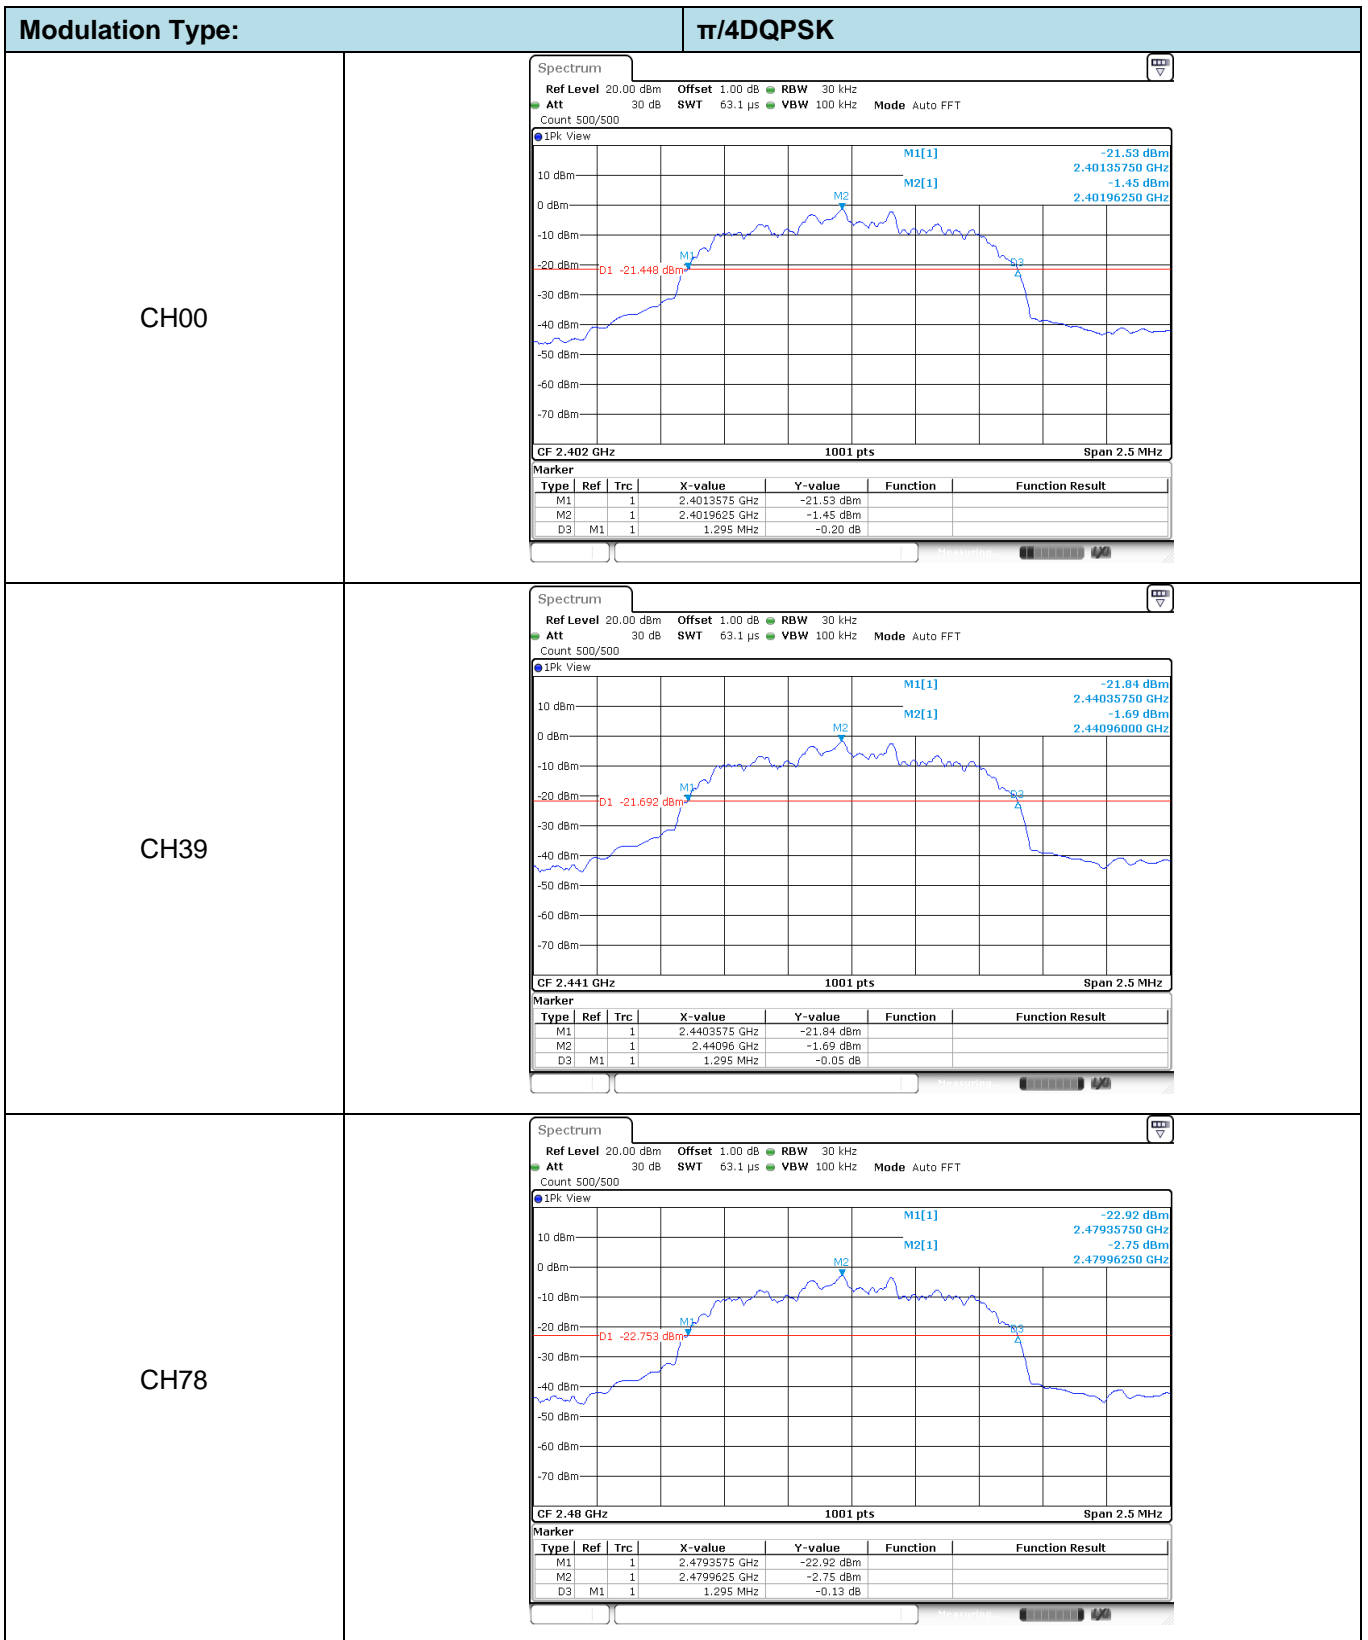 Modulation Type: π/4DQPSK
CH00
Spectrum
Ref Level 20.00 dBm Offset 1.00 dB RBW 30 kHz
Att 30 dB SWT 63.1 µs VBW 100 kHz Mode Auto FFT
Count 500/500
1Pk View
M1[1] -21.53 dBm
2.40135750 GHz
M2[1] -1.45 dBm
2.40196250 GHz
10 dBm
M2
0 dBm
-10 dBm
M1
D3
-20 dBm
D1 -21.448 dBm
-30 dBm
-40 dBm
-50 dBm
-60 dBm
-70 dBm
CF 2.402 GHz 1001 pts Span 2.5 MHz
Marker
Type Ref Trc X-value Y-value Function Function Result
M1 1 2.4013575 GHz -21.53 dBm
M2 1 2.4019625 GHz -1.45 dBm
D3 M1 1 1.295 MHz -0.20 dB
Measuring...
CH39
Spectrum
Ref Level 20.00 dBm Offset 1.00 dB RBW 30 kHz
Att 30 dB SWT 63.1 µs VBW 100 kHz Mode Auto FFT
Count 500/500
1Pk View
M1[1] -21.84 dBm
2.44035750 GHz
M2[1] -1.69 dBm
2.44096000 GHz
10 dBm
M2
0 dBm
-10 dBm
M1
D3
-20 dBm
D1 -21.692 dBm
-30 dBm
-40 dBm
-50 dBm
-60 dBm
-70 dBm
CF 2.441 GHz 1001 pts Span 2.5 MHz
Marker
Type Ref Trc X-value Y-value Function Function Result
M1 1 2.4403575 GHz -21.84 dBm
M2 1 2.44096 GHz -1.69 dBm
D3 M1 1 1.295 MHz -0.05 dB
Measuring...
CH78
Spectrum
Ref Level 20.00 dBm Offset 1.00 dB RBW 30 kHz
Att 30 dB SWT 63.1 µs VBW 100 kHz Mode Auto FFT
Count 500/500
1Pk View
M1[1] -22.92 dBm
2.47935750 GHz
M2[1] -2.75 dBm
2.47996250 GHz
10 dBm
M2
0 dBm
-10 dBm
M1
D3
-20 dBm
D1 -22.753 dBm
-30 dBm
-40 dBm
-50 dBm
-60 dBm
-70 dBm
CF 2.48 GHz 1001 pts Span 2.5 MHz
Marker
Type Ref Trc X-value Y-value Function Function Result
M1 1 2.4793575 GHz -22.92 dBm
M2 1 2.4799625 GHz -2.75 dBm
D3 M1 1 1.295 MHz -0.13 dB
Measuring...